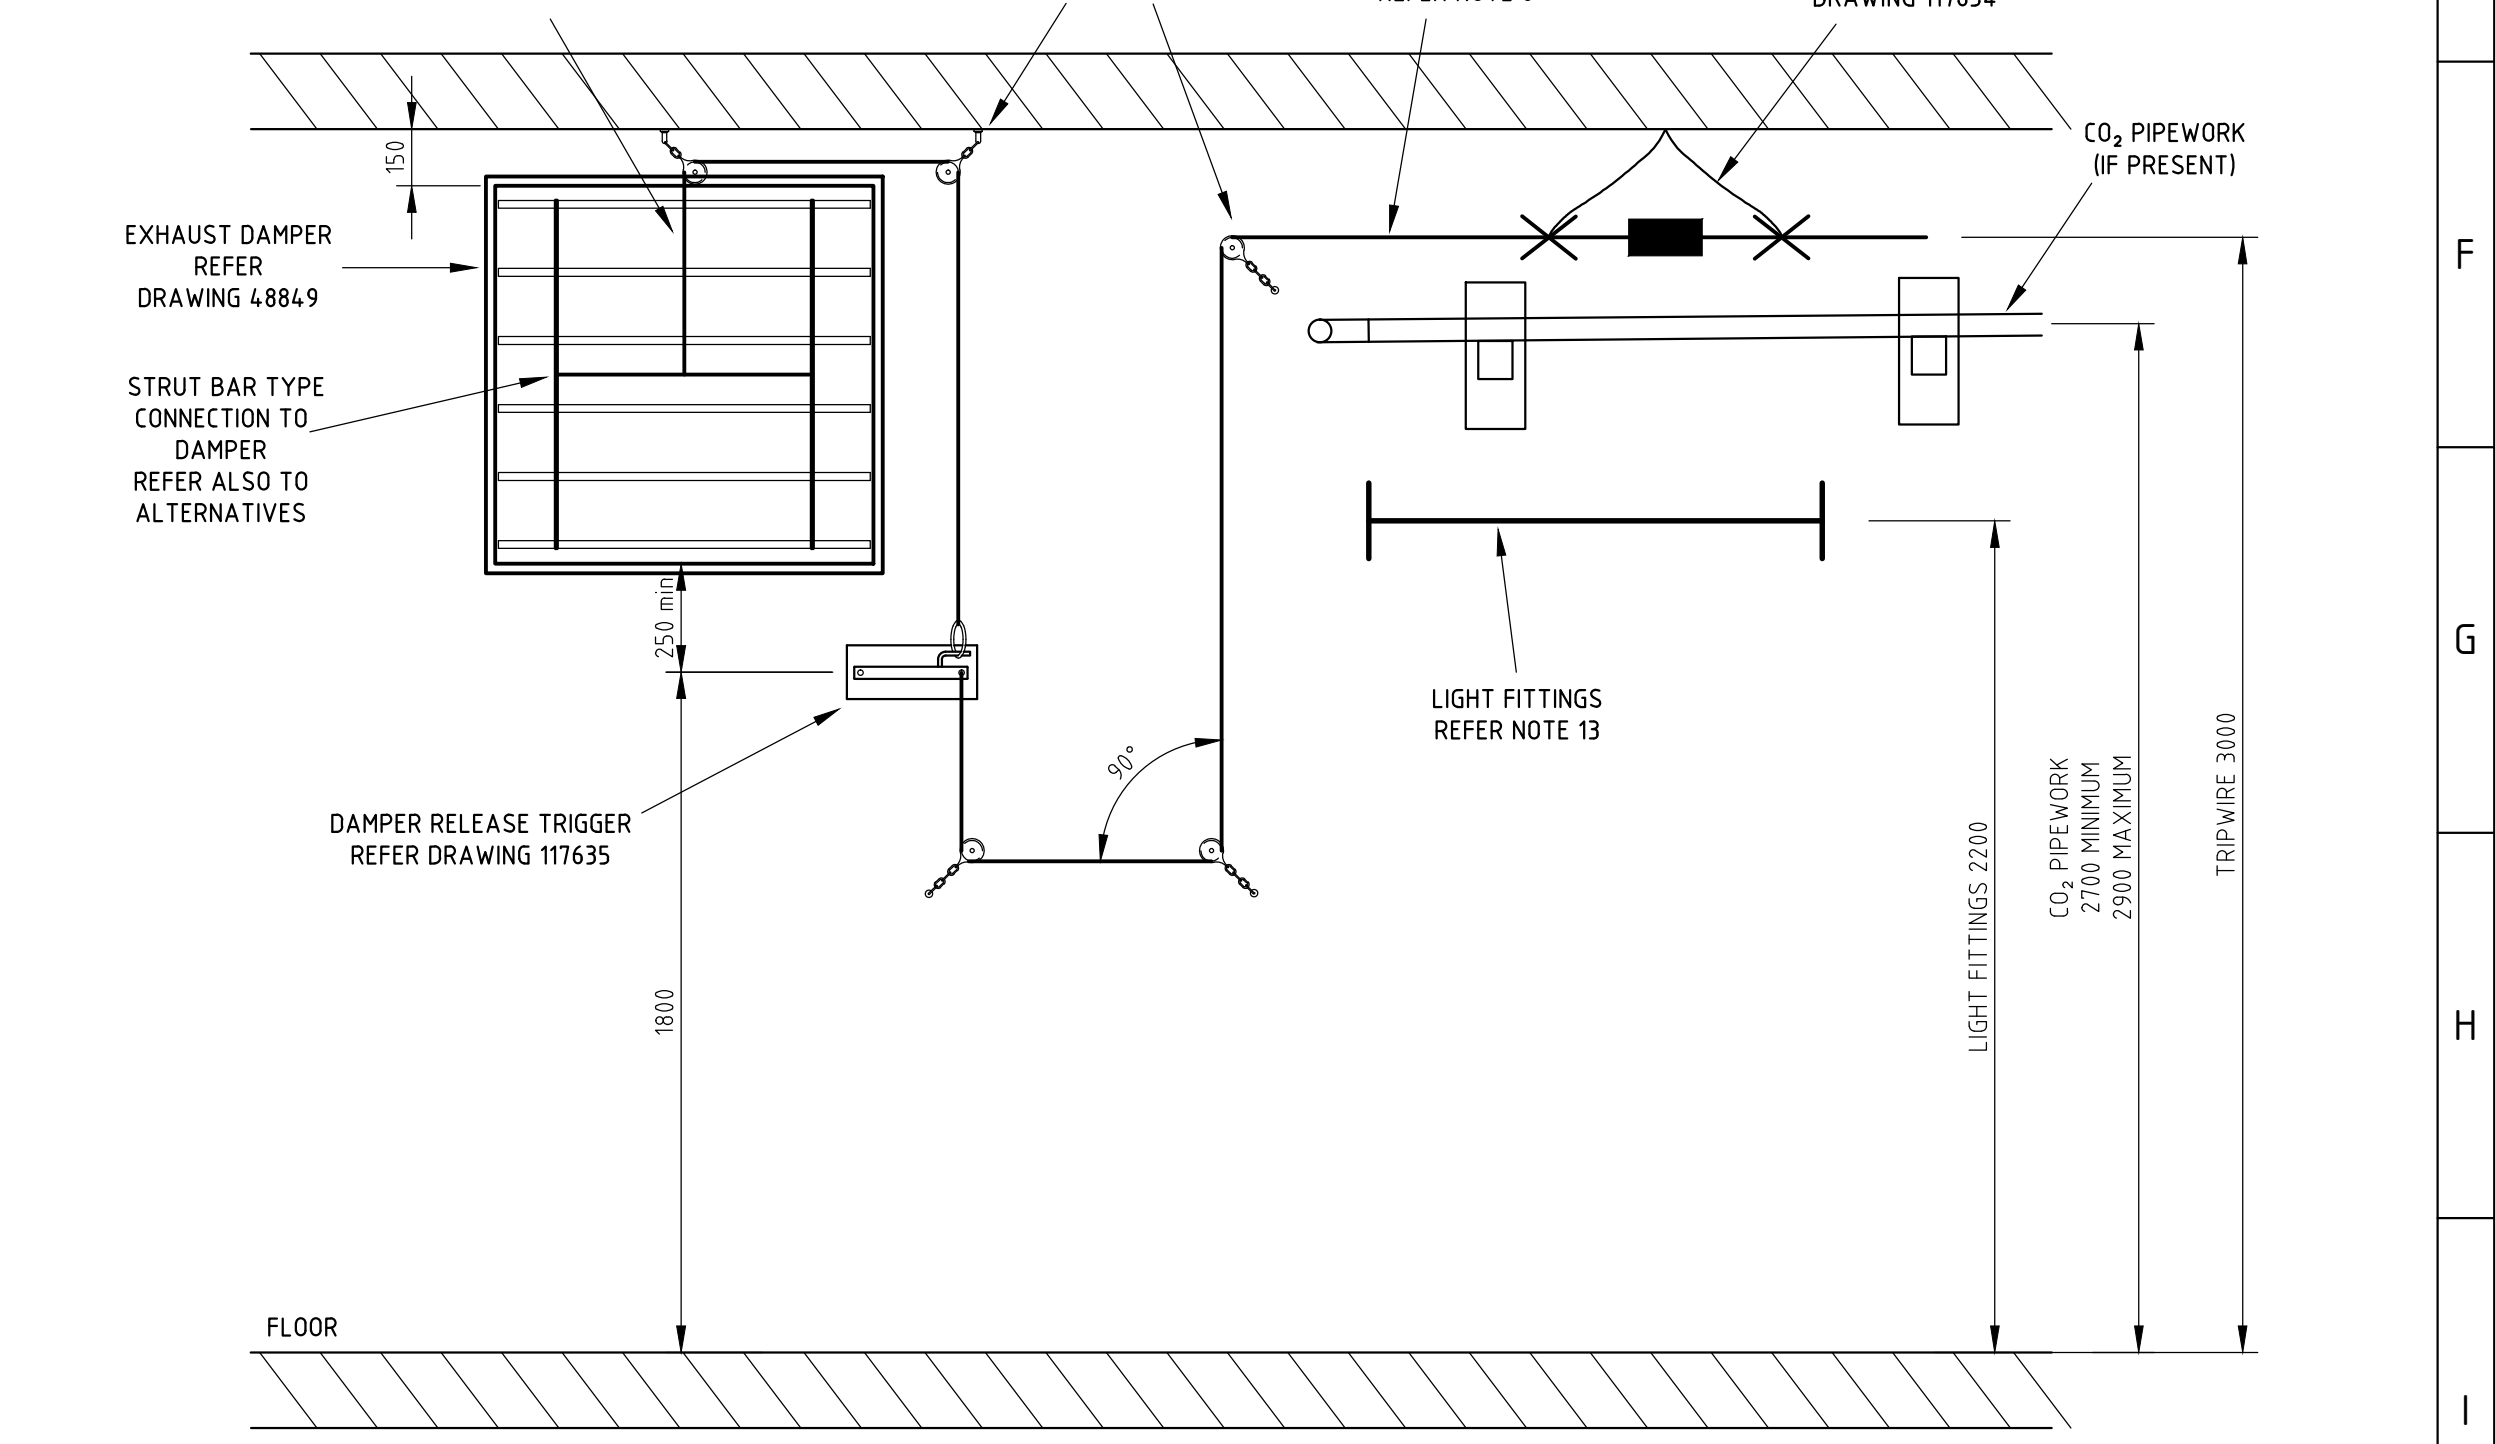 DRAWING 117634
CO₂ PIPEWORK
(IF PRESENT)
150
EXHAUST DAMPER
REFER
DRAWING 48849
STRUT BAR TYPE
CONNECTION TO
DAMPER
REFER ALSO TO
ALTERNATIVES
250 min
LIGHT FITTINGS
REFER NOTE 13
90°
DAMPER RELEASE TRIGGER
REFER DRAWING 117635
1800
LIGHT FITTINGS 2200
CO₂ PIPEWORK
2700 MINIMUM
2900 MAXIMUM
TRIPWIRE 3000
FLOOR
F
G
H
I